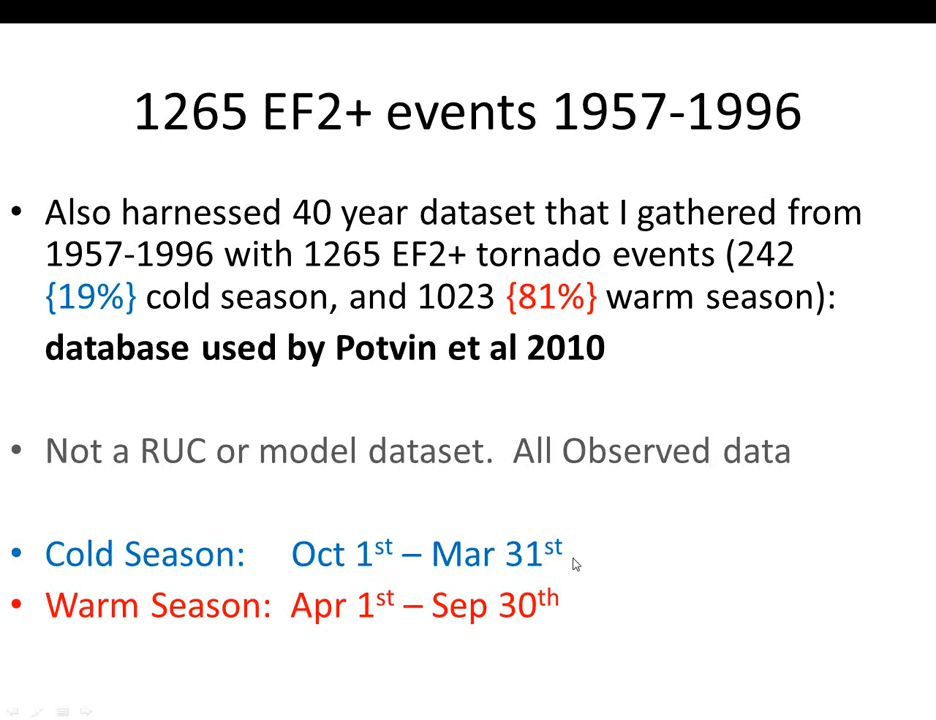 1265 EF2+ events 1957-1996
• Also harnessed 40 year dataset that I gathered from
1957-1996 with 1265 EF2+ tornado events (242
{19%} cold season, and 1023 {81%} warm season):
database used by Potvin et al 2010
• Not a RUC or model dataset. All Observed data
• Cold Season: Oct 1st – Mar 31st
• Warm Season: Apr 1st – Sep 30th